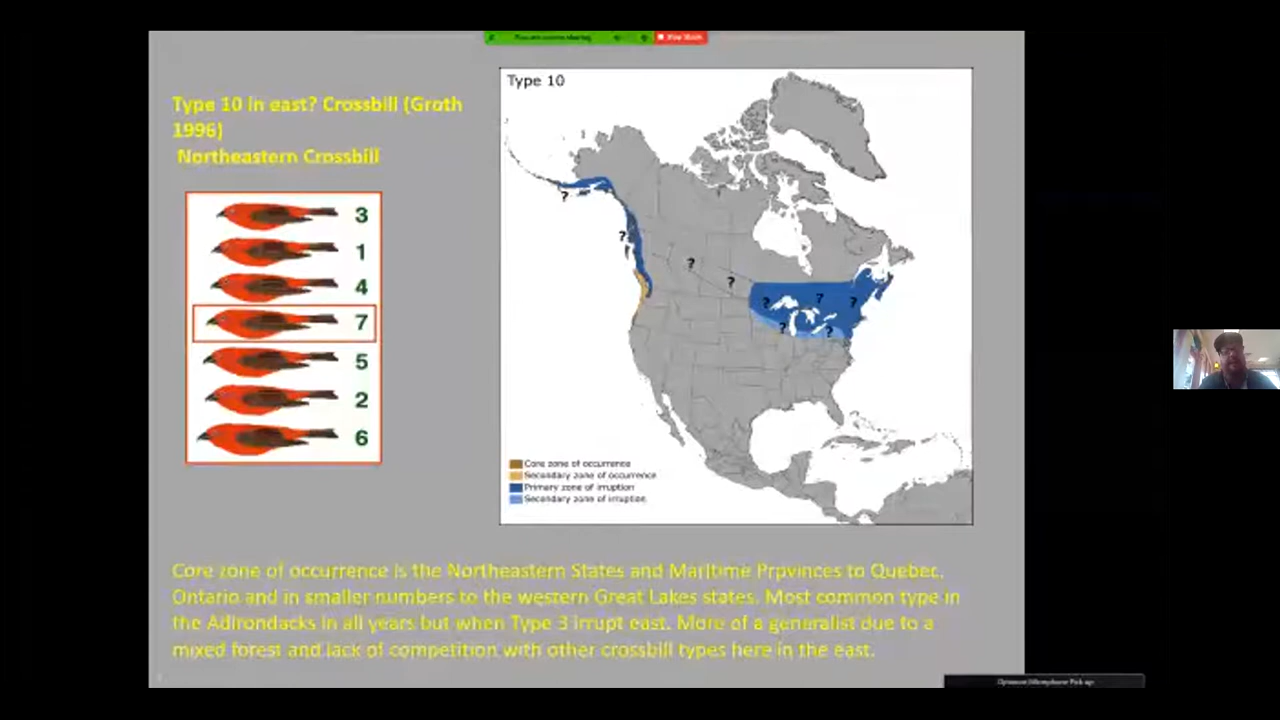 Type 10
Type 10 in east? Crossbill (Groth
1996)
Northeastern Crossbill
3
1
4
7
5
2
6
?
?
?
?
?
?
?
?
?
Core zone of occurrence
Secondary zone of occurrence
Primary zone of irruption
Secondary zone of irruption
Core zone of occurrence is the Northeastern States and Maritime Provinces to Quebec,
Ontario and in smaller numbers to the western Great Lakes states. Most common type in
the Adirondacks in all years but when Type 3 irrupt east. More of a generalist due to a
mixed forest and lack of competition with other crossbill types here in the east.